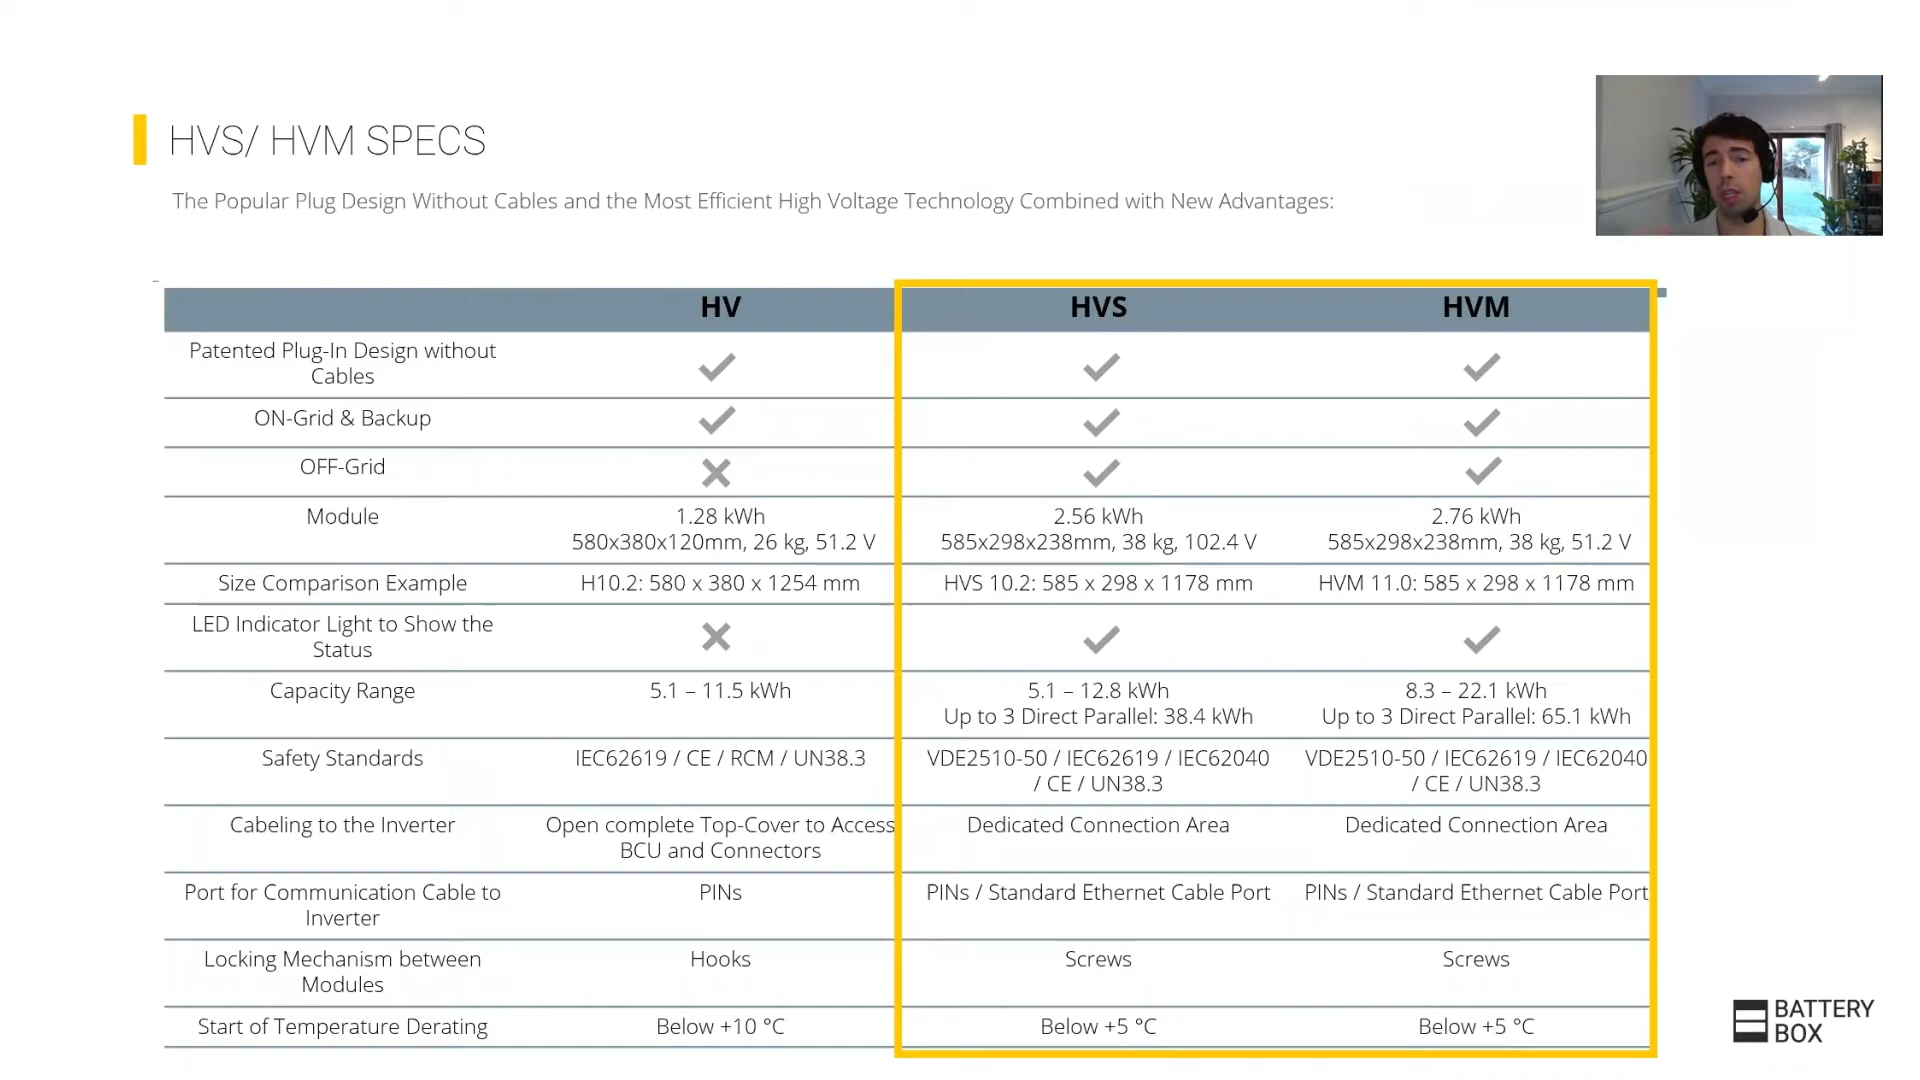 HVS/ HVM SPECS
The Popular Plug Design Without Cables and the Most Efficient High Voltage Technology Combined with New Advantages:
HV HVS HVM
Patented Plug-In Design without
Cables
ON-Grid & Backup
OFF-Grid
Module 1.28 kWh 2.56 kWh 2.76 kWh
580x380x120mm, 26 kg, 51.2 V 585x298x238mm, 38 kg, 102.4 V 585x298x238mm, 38 kg, 51.2 V
Size Comparison Example H10.2: 580 x 380 x 1254 mm HVS 10.2: 585 x 298 x 1178 mm HVM 11.0: 585 x 298 x 1178 mm
LED Indicator Light to Show the
Status
Capacity Range 5.1 – 11.5 kWh 5.1 – 12.8 kWh 8.3 – 22.1 kWh
Up to 3 Direct Parallel: 38.4 kWh Up to 3 Direct Parallel: 65.1 kWh
Safety Standards IEC62619 / CE / RCM / UN38.3 VDE2510-50 / IEC62619 / IEC62040 VDE2510-50 / IEC62619 / IEC62040
/ CE / UN38.3 / CE / UN38.3
Cabeling to the Inverter Open complete Top-Cover to Access Dedicated Connection Area Dedicated Connection Area
BCU and Connectors
Port for Communication Cable to PINs PINs / Standard Ethernet Cable Port PINs / Standard Ethernet Cable Port
Inverter
Locking Mechanism between Hooks Screws Screws
Modules
Start of Temperature Derating Below +10 °C Below +5 °C Below +5 °C
BATTERY
BOX